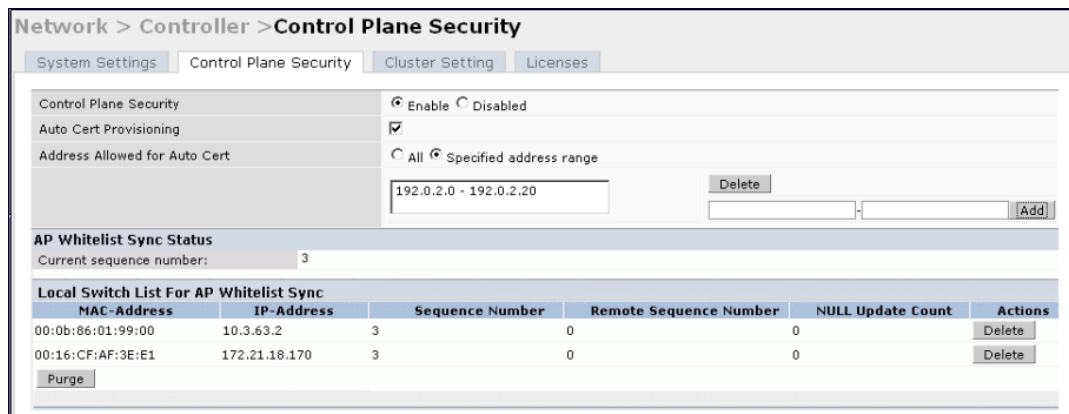 Network > Controller >Control Plane Security
System Settings Control Plane Security Cluster Setting Licenses
Control Plane Security Enable Disabled
Auto Cert Provisioning
Address Allowed for Auto Cert All Specified address range
192.0.2.0 - 192.0.2.20 Delete
- Add
AP Whitelist Sync Status
Current sequence number: 3
Local Switch List For AP Whitelist Sync
MAC-Address IP-Address Sequence Number Remote Sequence Number NULL Update Count Actions
00:0b:86:01:99:00 10.3.63.2 3 0 0 Delete
00:16:CF:AF:3E:E1 172.21.18.170 3 0 0 Delete
Purge